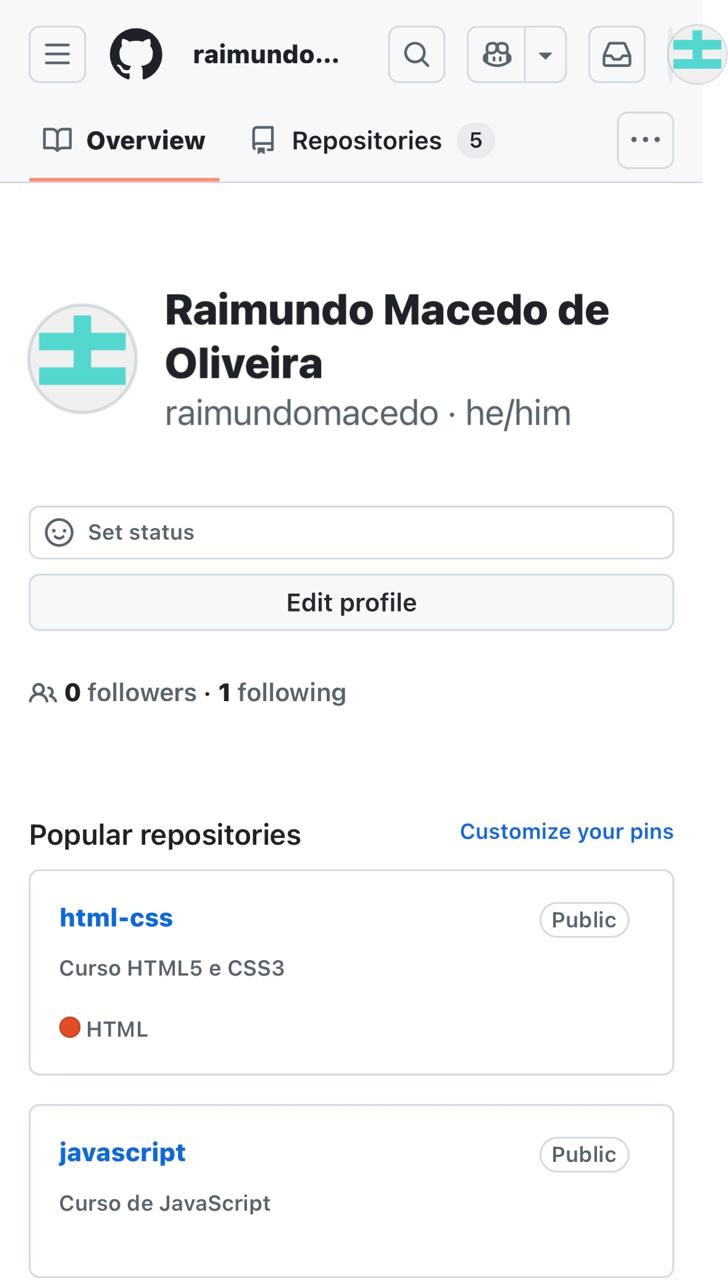 raimundo...
Overview
Repositories 5
Raimundo Macedo de
Oliveira
raimundomacedo · he/him
Set status
Edit profile
0 followers · 1 following
Popular repositories
Customize your pins
html-css
Public
Curso HTML5 e CSS3
HTML
javascript
Public
Curso de JavaScript